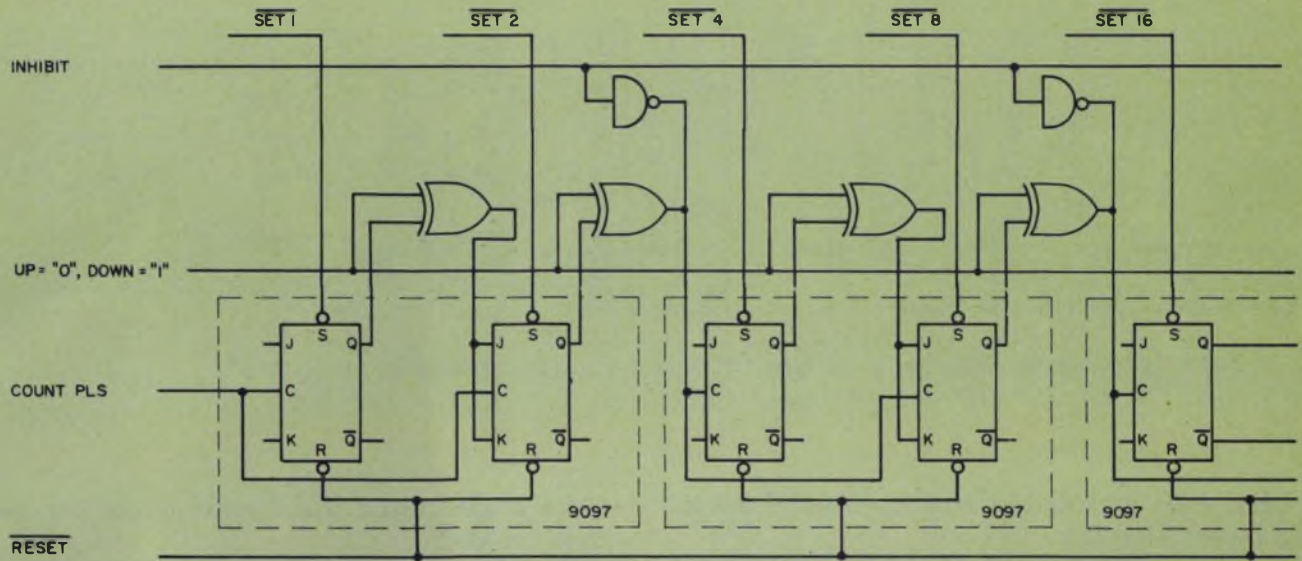 SET 1 SET 2 SET 4 SET 8 SET 16
INHIBIT
UP = "0", DOWN = "1"
S S S S S
J Q J Q J Q J Q J Q
COUNT PLS C C C C C
K Q K Q K Q K Q K Q
R R R R R
9097 9097 9097
RESET